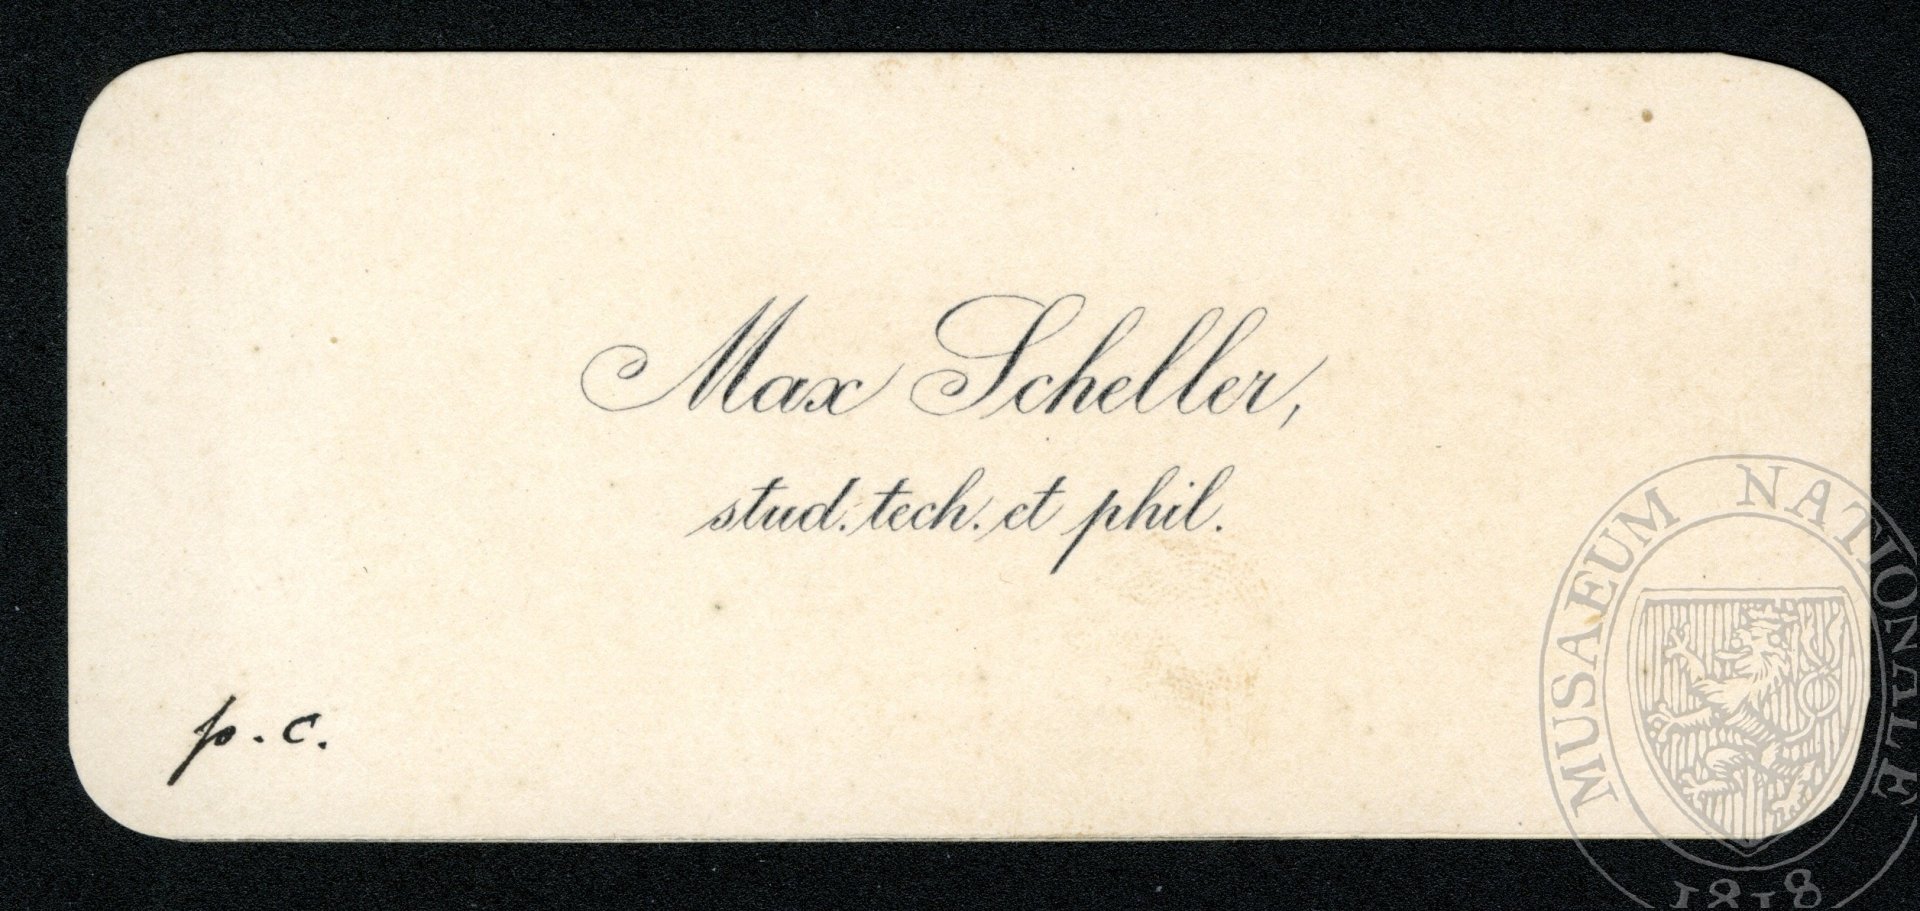 Max Scheller,
stud. tech. et phil.
p. c.
MUSAEUM NATIONALE
1818